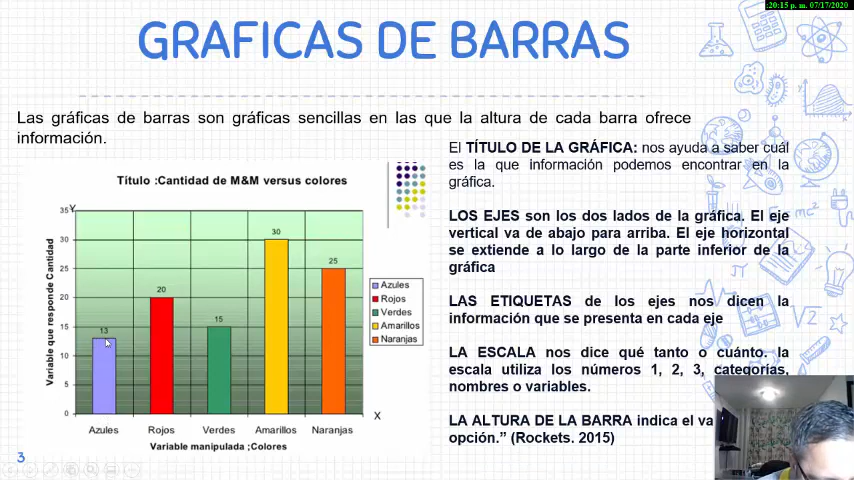 :20:15 p. m. 07/17/2020
GRAFICAS DE BARRAS
Las gráficas de barras son gráficas sencillas en las que la altura de cada barra ofrece
información.
Título :Cantidad de M&M versus colores
Y
35
30
25
20
15
10
5
0
Variable que responde Cantidad
13
20
15
30
25
X
Azules
Rojos
Verdes
Amarillos
Naranjas
Variable manipulada ;Colores
Azules
Rojos
Verdes
Amarillos
Naranjas
El TÍTULO DE LA GRÁFICA: nos ayuda a saber cuál
es la que información podemos encontrar en la
gráfica.
LOS EJES son los dos lados de la gráfica. El eje
vertical va de abajo para arriba. El eje horizontal
se extiende a lo largo de la parte inferior de la
gráfica
LAS ETIQUETAS de los ejes nos dicen la
información que se presenta en cada eje
LA ESCALA nos dice qué tanto o cuánto. la
escala utiliza los números 1, 2, 3, categorías,
nombres o variables.
LA ALTURA DE LA BARRA indica el
opción.” (Rockets. 2015)
3